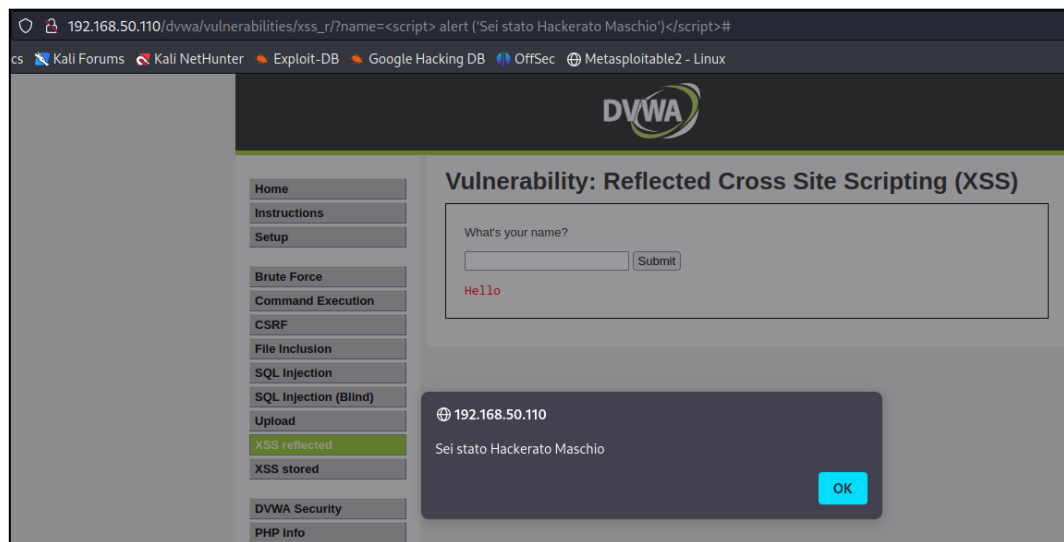 192.168.50.110/dvwa/vulnerabilities/xss_r/?name=<script> alert ('Sei stato Hackerato Maschio')</script>#
cs Kali Forums Kali NetHunter Exploit-DB Google Hacking DB OffSec Metasploitable2 - Linux
DVWA
Home
Instructions
Setup
Brute Force
Command Execution
CSRF
File Inclusion
SQL Injection
SQL Injection (Blind)
Upload
XSS reflected
XSS stored
DVWA Security
PHP Info
Vulnerability: Reflected Cross Site Scripting (XSS)
What's your name?
Submit
Hello
192.168.50.110
Sei stato Hackerato Maschio
OK